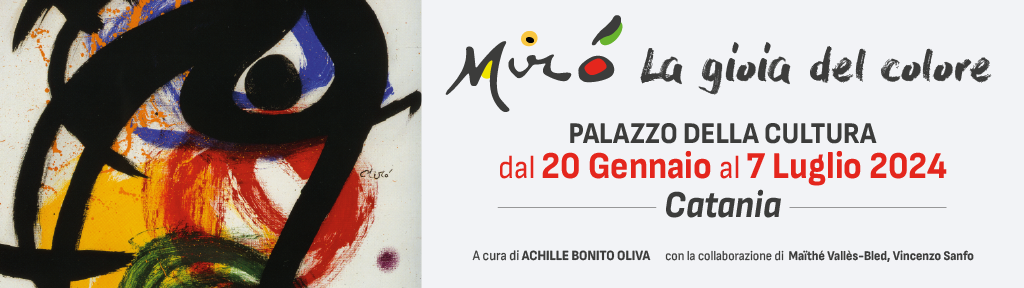 Miró La gioia del colore
PALAZZO DELLA CULTURA
dal 20 Gennaio al 7 Luglio 2024
Catania
A cura di ACHILLE BONITO OLIVA con la collaborazione di Maïthé Vallès-Bled, Vincenzo Sanfo
Miró